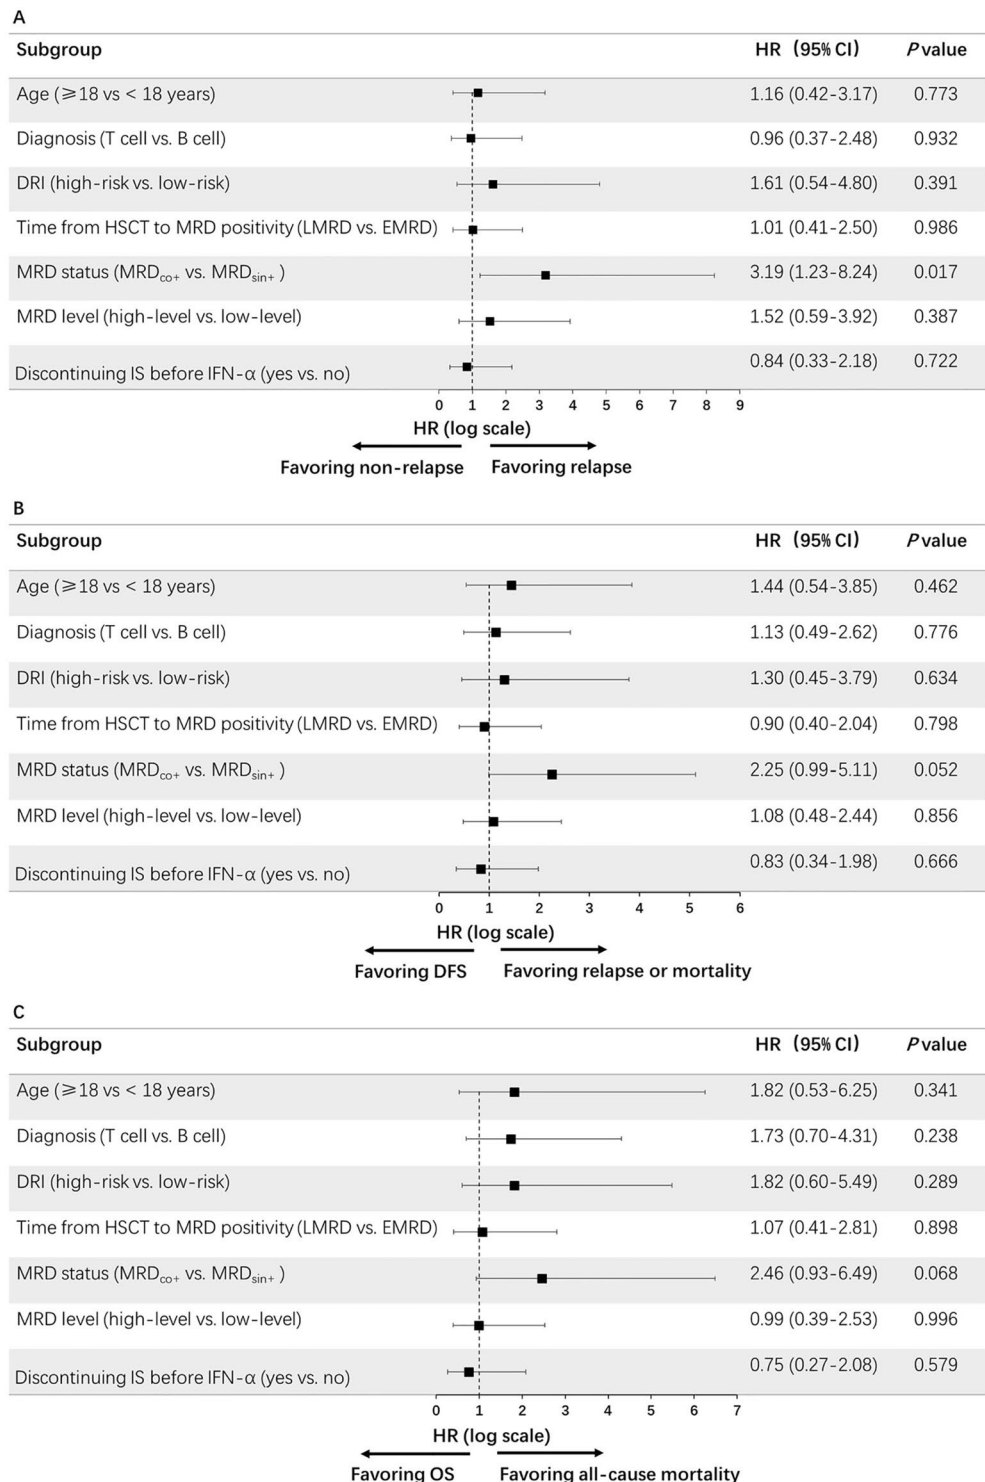 A
Subgroup HR (95% CI) P value
Age (≥18 vs < 18 years) 1.16 (0.42-3.17) 0.773
Diagnosis (T cell vs. B cell) 0.96 (0.37-2.48) 0.932
DRI (high-risk vs. low-risk) 1.61 (0.54-4.80) 0.391
Time from HSCT to MRD positivity (LMRD vs. EMRD) 1.01 (0.41-2.50) 0.986
MRD status (MRDco+ vs. MRDsin+ ) 3.19 (1.23-8.24) 0.017
MRD level (high-level vs. low-level) 1.52 (0.59-3.92) 0.387
Discontinuing IS before IFN-α (yes vs. no) 0.84 (0.33-2.18) 0.722
0 1 2 3 4 5 6 7 8 9
HR (log scale)
Favoring non-relapse Favoring relapse
B
Subgroup HR (95% CI) P value
Age (≥18 vs < 18 years) 1.44 (0.54-3.85) 0.462
Diagnosis (T cell vs. B cell) 1.13 (0.49-2.62) 0.776
DRI (high-risk vs. low-risk) 1.30 (0.45-3.79) 0.634
Time from HSCT to MRD positivity (LMRD vs. EMRD) 0.90 (0.40-2.04) 0.798
MRD status (MRDco+ vs. MRDsin+ ) 2.25 (0.99-5.11) 0.052
MRD level (high-level vs. low-level) 1.08 (0.48-2.44) 0.856
Discontinuing IS before IFN-α (yes vs. no) 0.83 (0.34-1.98) 0.666
0 1 2 3 4 5 6
HR (log scale)
Favoring DFS Favoring relapse or mortality
C
Subgroup HR (95% CI) P value
Age (≥18 vs < 18 years) 1.82 (0.53-6.25) 0.341
Diagnosis (T cell vs. B cell) 1.73 (0.70-4.31) 0.238
DRI (high-risk vs. low-risk) 1.82 (0.60-5.49) 0.289
Time from HSCT to MRD positivity (LMRD vs. EMRD) 1.07 (0.41-2.81) 0.898
MRD status (MRDco+ vs. MRDsin+ ) 2.46 (0.93-6.49) 0.068
MRD level (high-level vs. low-level) 0.99 (0.39-2.53) 0.996
Discontinuing IS before IFN-α (yes vs. no) 0.75 (0.27-2.08) 0.579
0 1 2 3 4 5 6 7
HR (log scale)
Favoring OS Favoring all-cause mortality